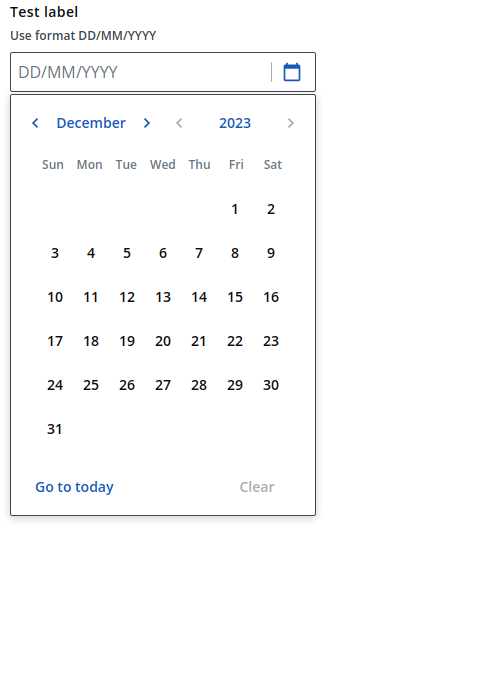 Test label
Use format DD/MM/YYYY
DD/MM/YYYY
December 2023
Sun Mon Tue Wed Thu Fri Sat
1 2
3 4 5 6 7 8 9
10 11 12 13 14 15 16
17 18 19 20 21 22 23
24 25 26 27 28 29 30
31
Go to today Clear